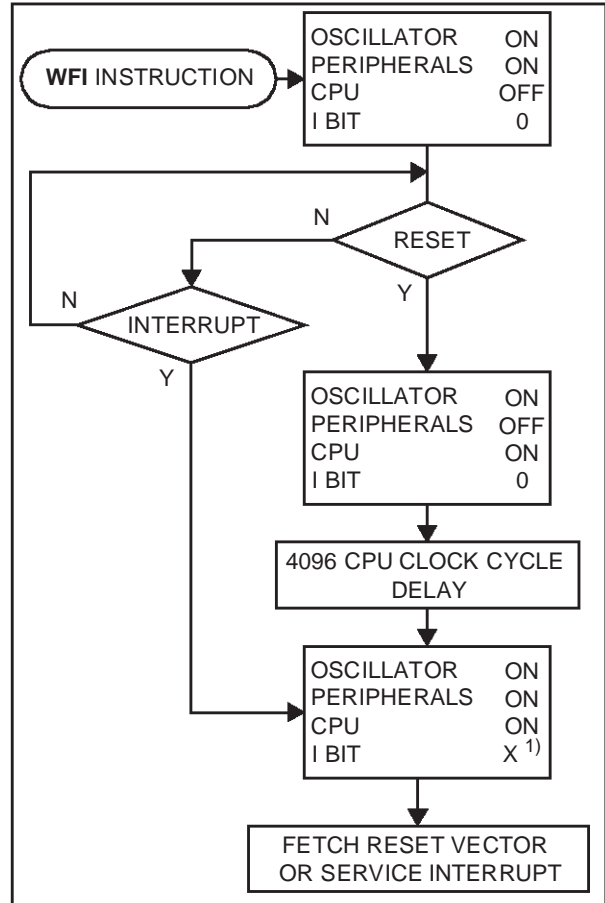 WFI INSTRUCTION
OSCILLATOR ON
PERIPHERALS ON
CPU OFF
I BIT 0
N
RESET
Y
N
INTERRUPT
Y
OSCILLATOR ON
PERIPHERALS OFF
CPU ON
I BIT 0
4096 CPU CLOCK CYCLE
DELAY
OSCILLATOR ON
PERIPHERALS ON
CPU ON
I BIT X 1)
FETCH RESET VECTOR
OR SERVICE INTERRUPT